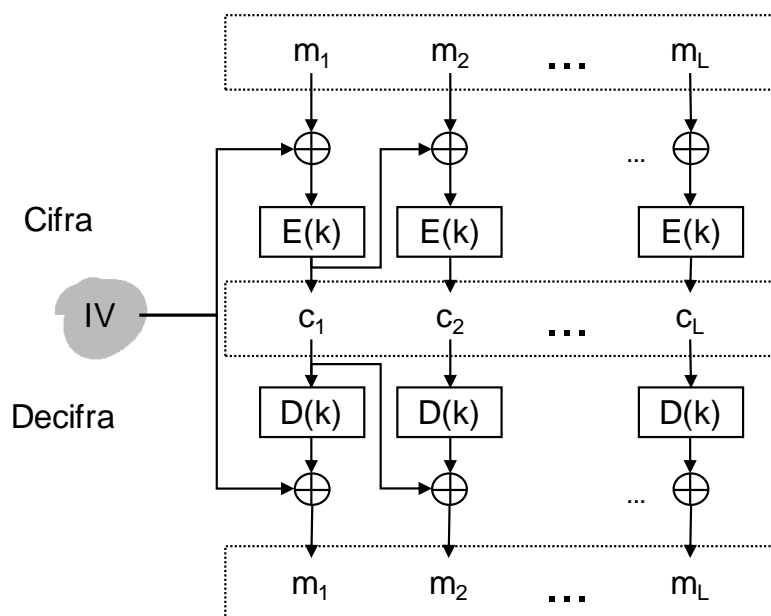 m1 m2 ... mL
...
Cifra
E(k) E(k) E(k)
IV
c1 c2 ... cL
Decifra
D(k) D(k) D(k)
...
m1 m2 ... mL